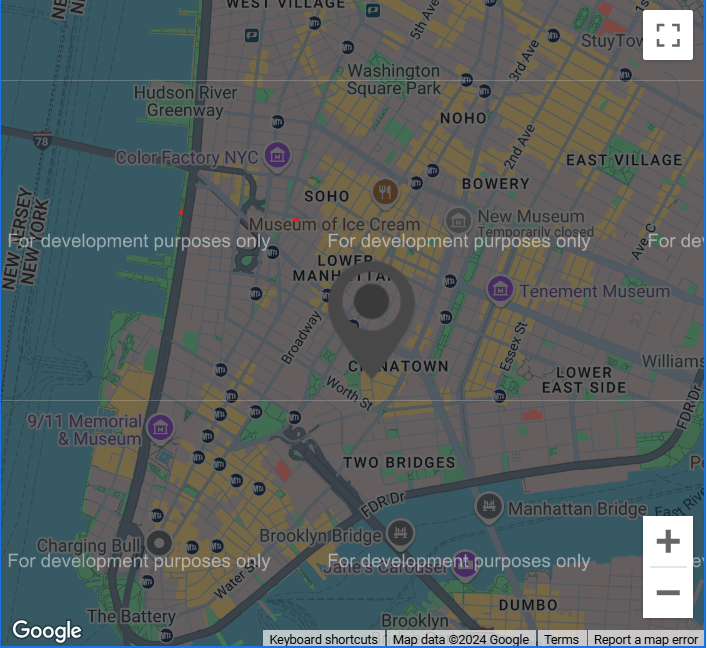 WEST VILLAGE
5th Ave
3rd Ave
StuyTow
Washington
Square Park
Hudson River
Greenway
NOHO
78
Color Factory NYC
2nd Ave
EAST VILLAGE
BOWERY
SOHO
Museum of Ice Cream
New Museum
Temporarily closed
Ave C
NEW JERSEY
NEW YORK
For development purposes only
For development purposes only
For de
LOWER
MANHATTAN
Tenement Museum
Broadway
Essex St
CHINATOWN
Williams
LOWER
EAST SIDE
Worth St
FDR Dr
9/11 Memorial
& Museum
TWO BRIDGES
FDR Dr
Manhattan Bridge
East River
Brooklyn Bridge
Charging Bull
For development purposes only
For development purposes only
Jane's Carousel
Water St
The Battery
DUMBO
Brooklyn
Google
Keyboard shortcuts
Map data ©2024 Google
Terms
Report a map error